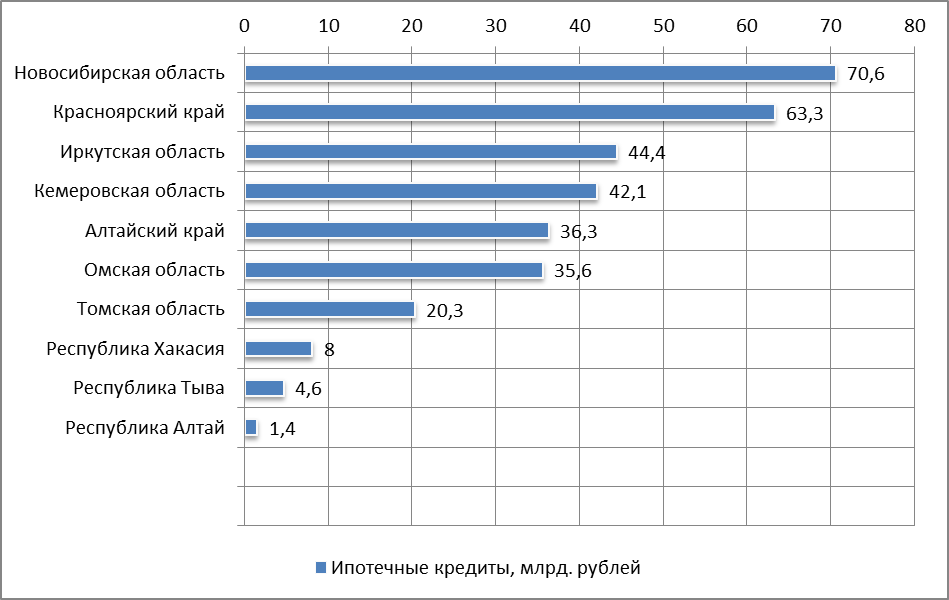 0 10 20 30 40 50 60 70 80
Новосибирская область 70,6
Красноярский край 63,3
Иркутская область 44,4
Кемеровская область 42,1
Алтайский край 36,3
Омская область 35,6
Томская область 20,3
Республика Хакасия 8
Республика Тыва 4,6
Республика Алтай 1,4
Ипотечные кредиты, млрд. рублей